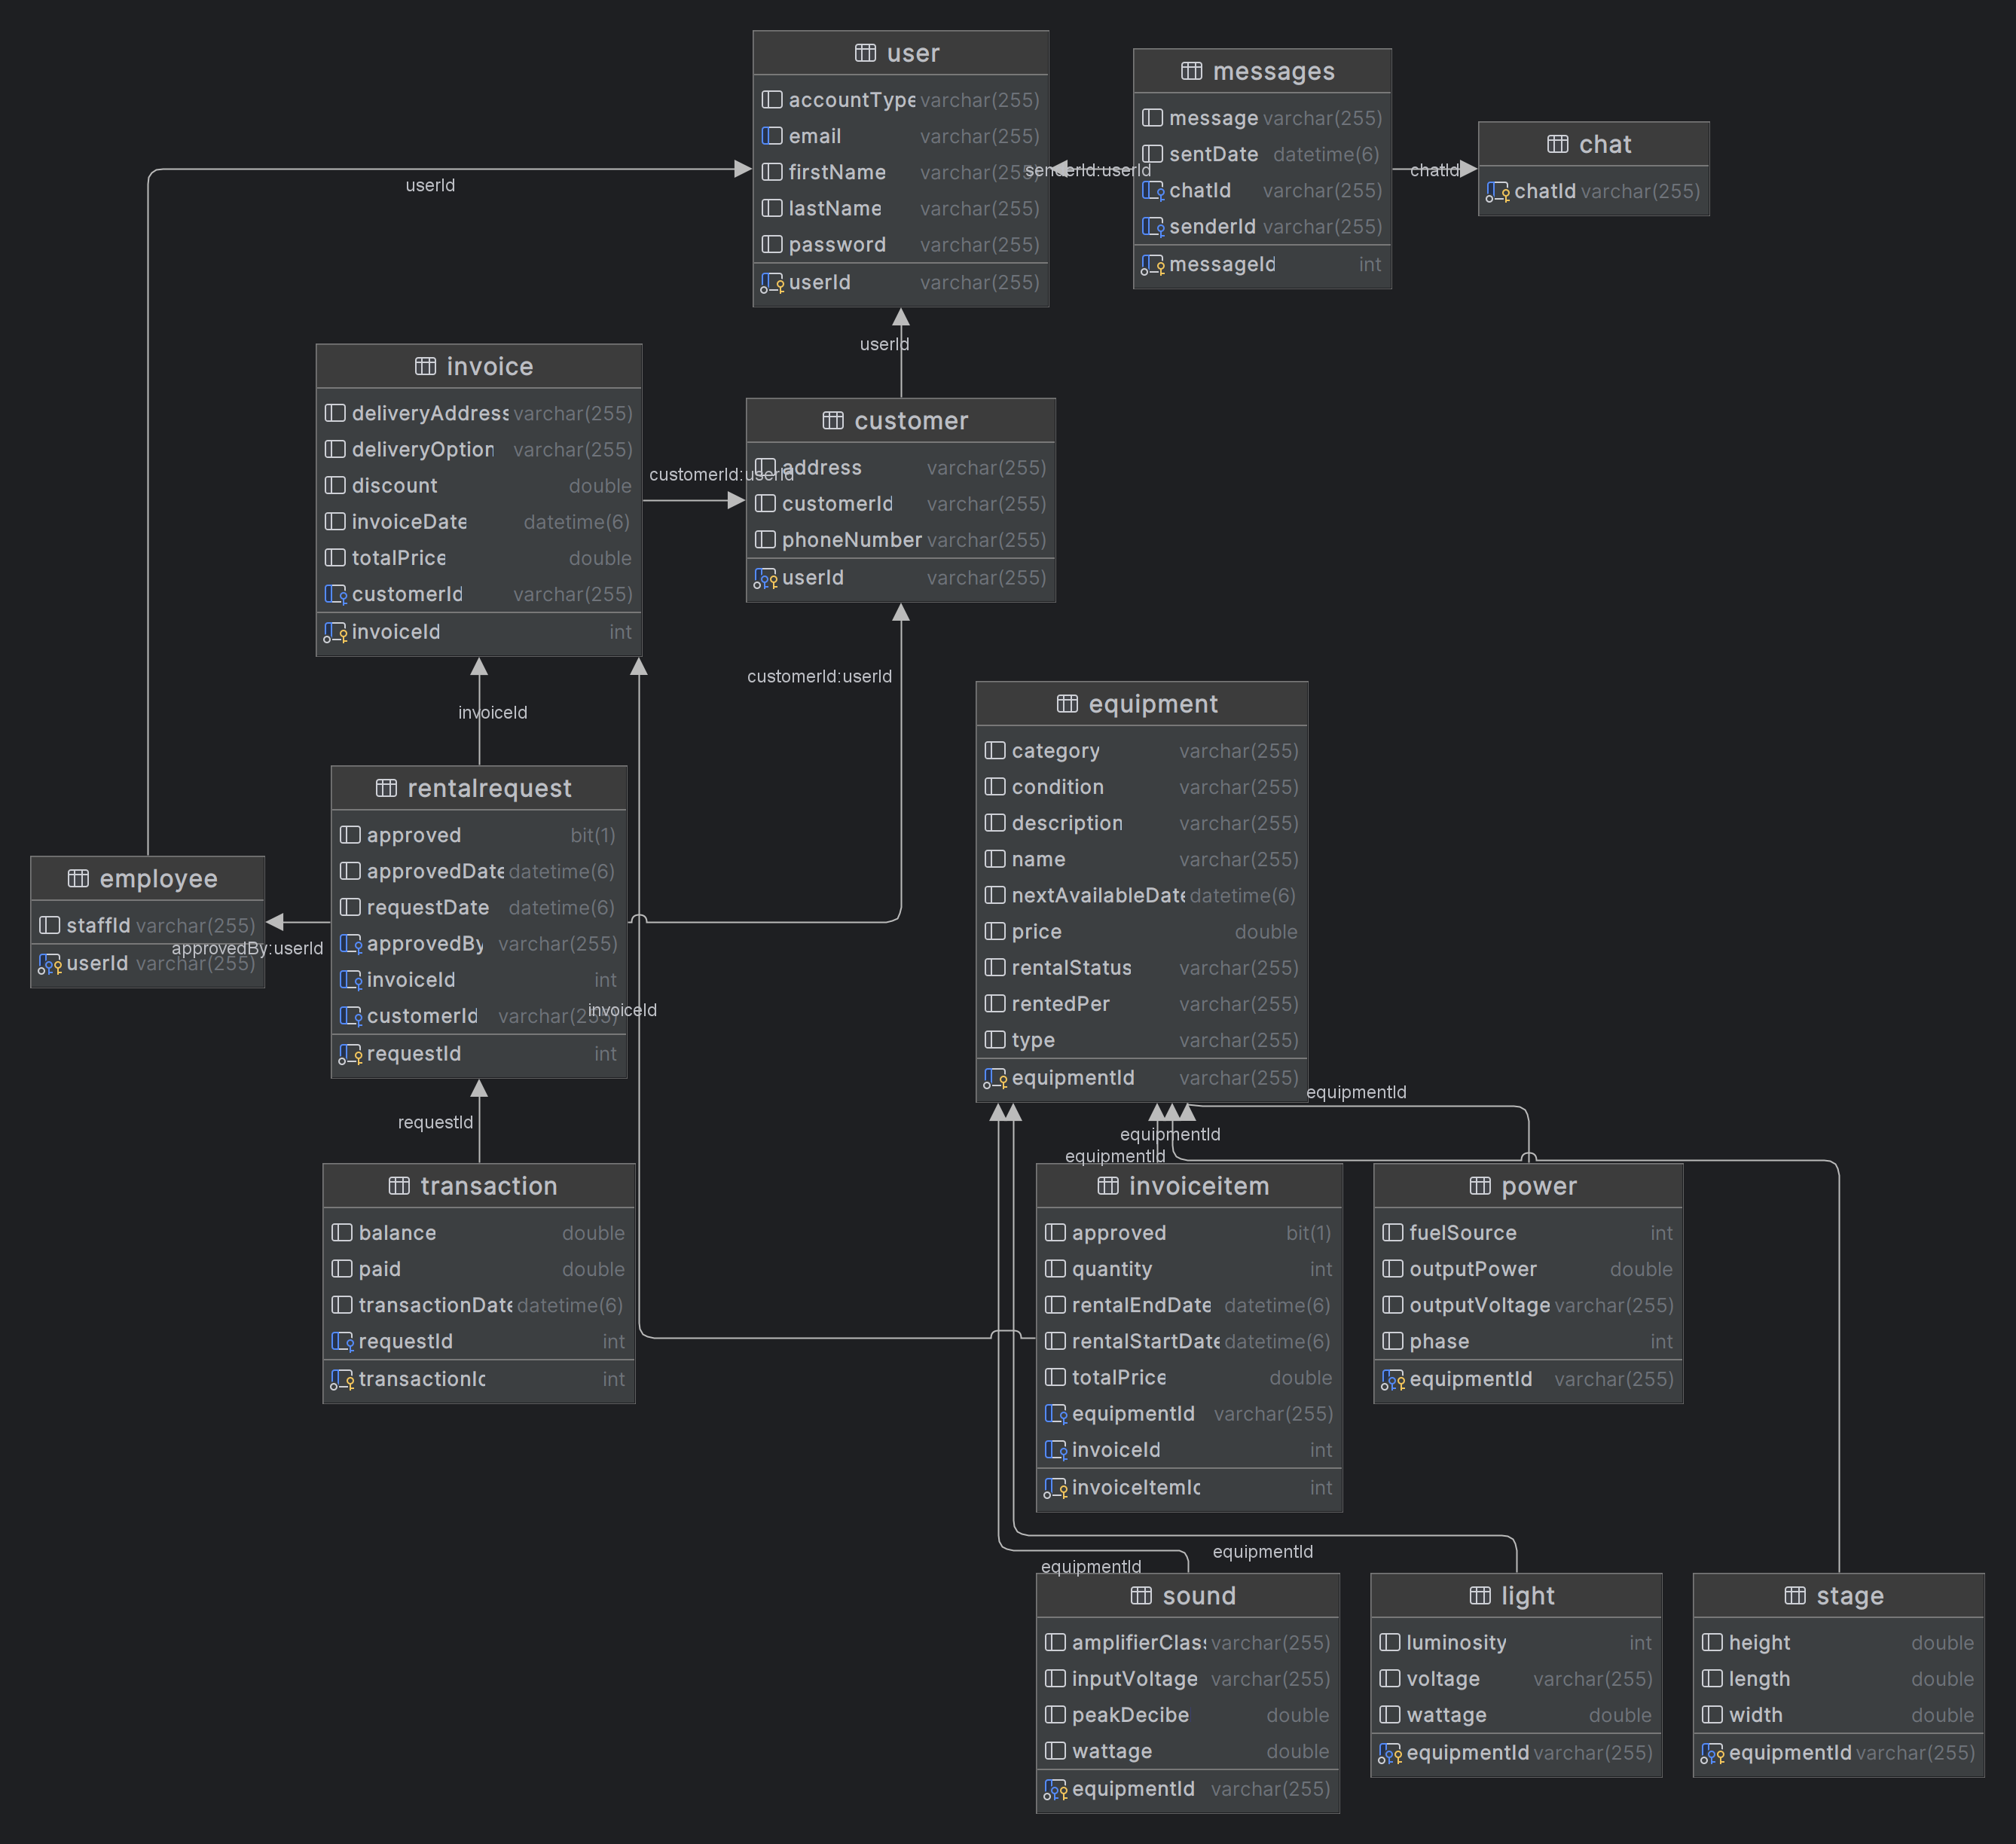 user
accountType varchar(255)
email varchar(255)
firstName varchar(255)
lastName varchar(255)
password varchar(255)
userId varchar(255)
messages
message varchar(255)
sentDate datetime(6)
chatId varchar(255)
senderId varchar(255)
messageId int
chat
chatId varchar(255)
userId
senderId:userId
chatId
userId
invoice
deliveryAddress varchar(255)
deliveryOption varchar(255)
discount double
invoiceDate datetime(6)
totalPrice double
customerId varchar(255)
invoiceId int
customerId:userId
customer
address varchar(255)
customerId varchar(255)
phoneNumber varchar(255)
userId varchar(255)
invoiceId
customerId:userId
rentalrequest
approved bit(1)
approvedDate datetime(6)
requestDate datetime(6)
approvedBy varchar(255)
invoiceId int
customerId varchar(255)
requestId int
employee
staffId varchar(255)
userId varchar(255)
approvedBy:userId
invoiceId
equipment
category varchar(255)
condition varchar(255)
description varchar(255)
name varchar(255)
nextAvailableDate datetime(6)
price double
rentalStatus varchar(255)
rentedPer varchar(255)
type varchar(255)
equipmentId varchar(255)
requestId
equipmentId
equipmentId
equipmentId
transaction
balance double
paid double
transactionDate datetime(6)
requestId int
transactionId int
invoiceitem
approved bit(1)
quantity int
rentalEndDate datetime(6)
rentalStartDate datetime(6)
totalPrice double
equipmentId varchar(255)
invoiceId int
invoiceItemId int
power
fuelSource int
outputPower double
outputVoltage varchar(255)
phase int
equipmentId varchar(255)
equipmentId
equipmentId
sound
amplifierClas varchar(255)
inputVoltage varchar(255)
peakDecibe double
wattage double
equipmentId varchar(255)
light
luminosity int
voltage varchar(255)
wattage double
equipmentId varchar(255)
stage
height double
length double
width double
equipmentId varchar(255)